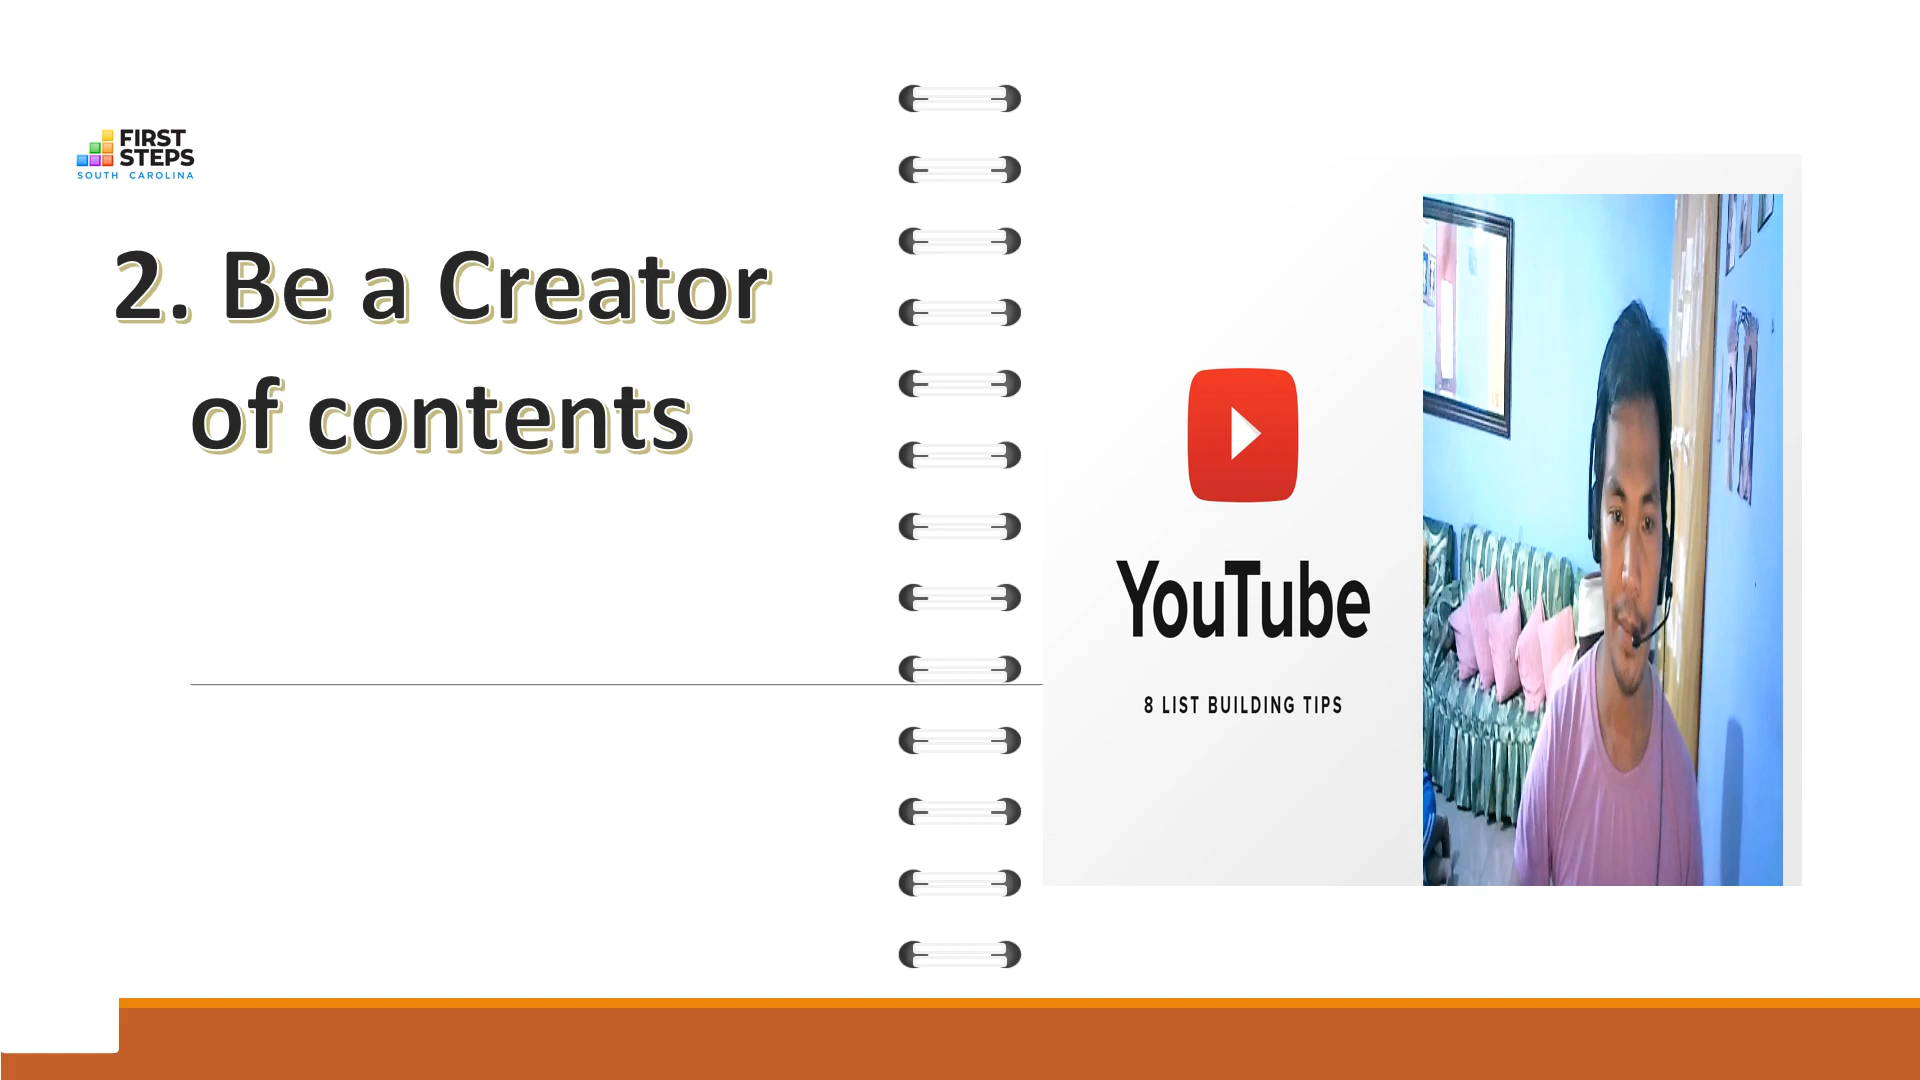 FIRST
STEPS
SOUTH CAROLINA
2. Be a Creator
of contents
YouTube
8 LIST BUILDING TIPS